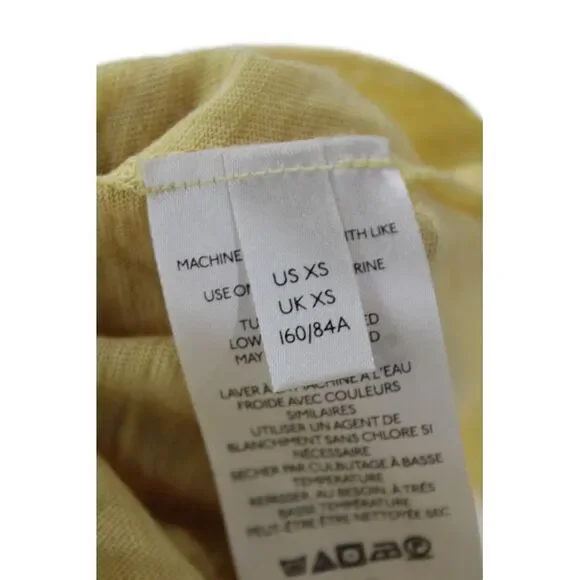 US XS
UK XS
160/84A
MACHINE
TH LIKE
USE
RINE
TU
ED
LOW
MAY
D
LAVER À LA MACHINE À L'EAU
FROIDE AVEC COULEURS
SIMILAIRES
UTILISER UN AGENT DE
BLANCHIMENT SANS CHLORE SI
NÉCESSAIRE
SÉCHER PAR CULBUTAGE À BASSE
TEMPÉRATURE
REPASSER, AU BESOIN, À TRÈS
BASSE TEMPÉRATURE
PEUT-ÊTRE ÊTRE NETTOYÉE SEC